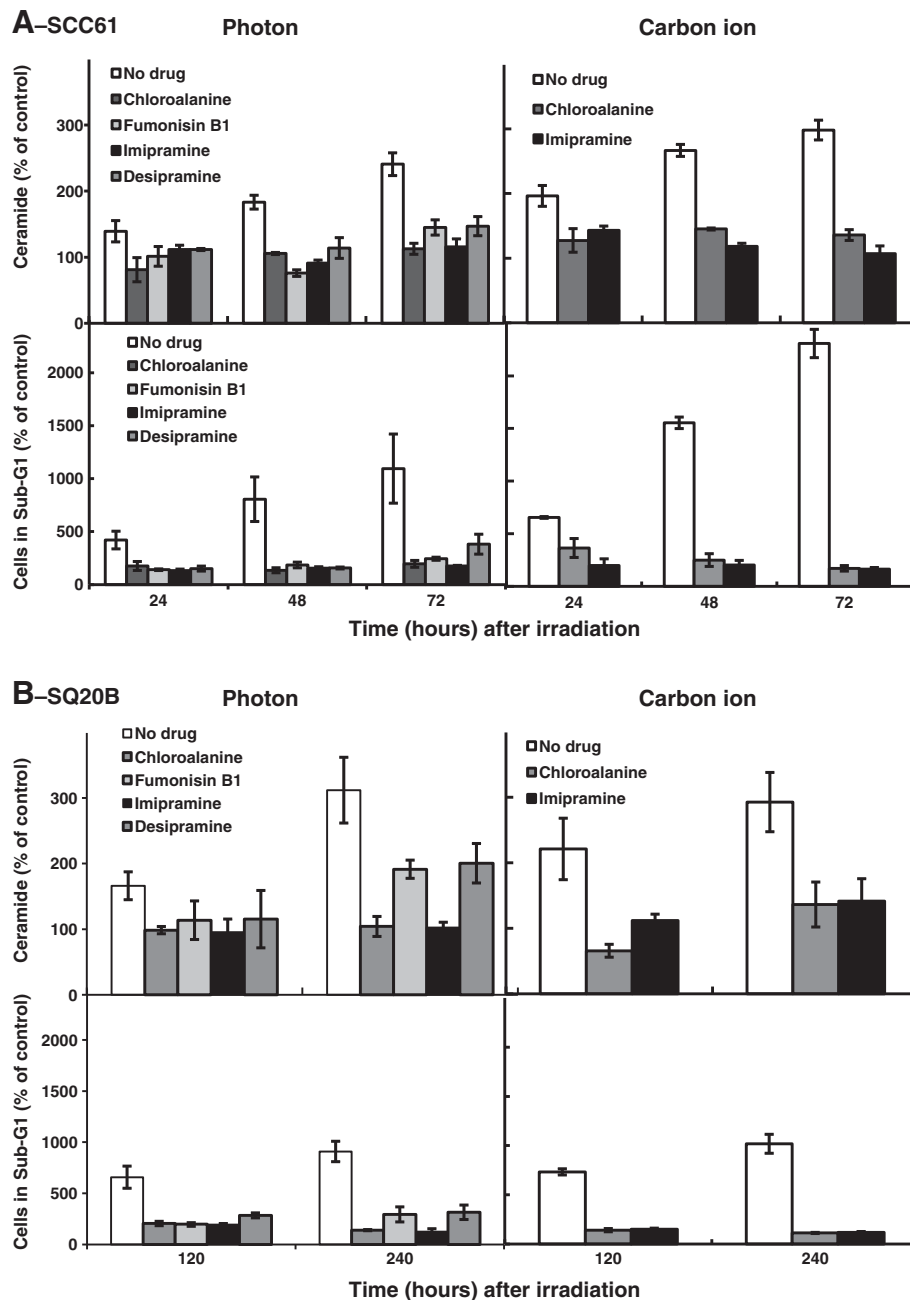 A–SCC61
Photon
Carbon ion
Ceramide (% of control)
300
200
100
0
No drug
Chloroalanine
Fumonisin B1
Imipramine
Desipramine
No drug
Chloroalanine
Imipramine
Cells in Sub-G1 (% of control)
2000
1500
1000
500
0
No drug
Chloroalanine
Fumonisin B1
Imipramine
Desipramine
24
48
72
24
48
72
Time (hours) after irradiation
B–SQ20B
Photon
Carbon ion
Ceramide (% of control)
300
200
100
0
No drug
Chloroalanine
Fumonisin B1
Imipramine
Desipramine
No drug
Chloroalanine
Imipramine
Cells in Sub-G1 (% of control)
2000
1500
1000
500
0
120
240
120
240
Time (hours) after irradiation